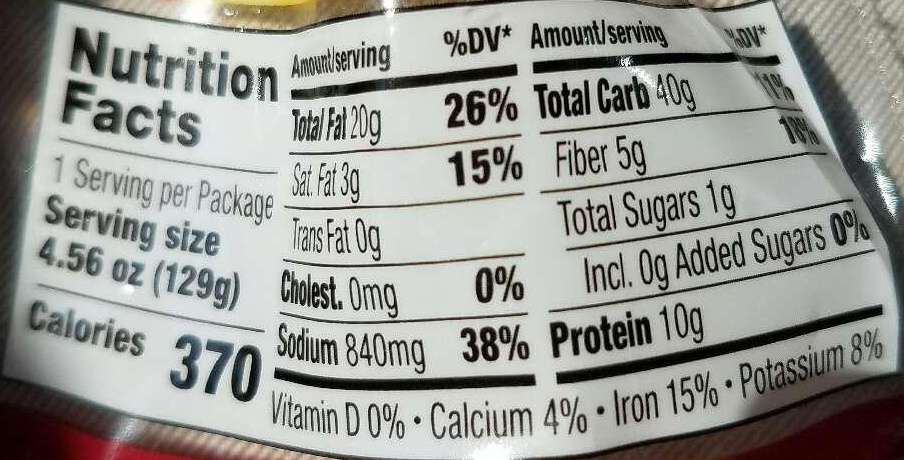 Nutrition
Facts
1 Serving per Package
Serving size
4.56 oz (129g)
Calories 370
Amount/serving %DV*
Total Fat 20g 26%
Sat. Fat 3g 15%
Trans Fat 0g
Cholest. 0mg 0%
Sodium 840mg 38%
Amount/serving %DV*
Total Carb 40g
Fiber 5g 18%
Total Sugars 1g
Incl. 0g Added Sugars 0%
Protein 10g
Vitamin D 0% • Calcium 4% • Iron 15% • Potassium 8%